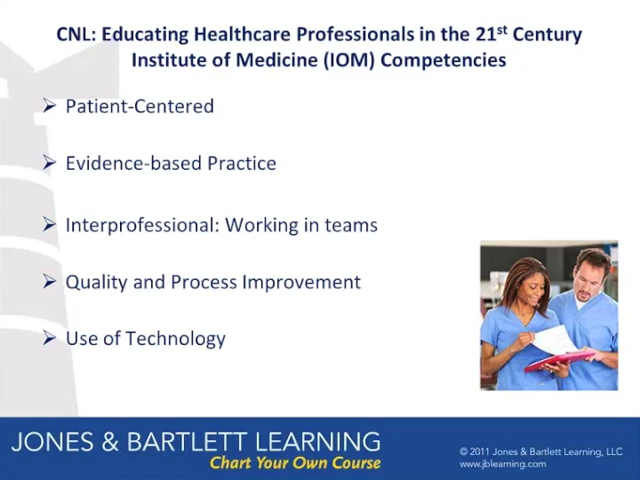 CNL: Educating Healthcare Professionals in the 21st Century
Institute of Medicine (IOM) Competencies
Patient-Centered
Evidence-based Practice
Interprofessional: Working in teams
Quality and Process Improvement
Use of Technology
JONES & BARTLETT LEARNING
Chart Your Own Course
© 2011 Jones & Bartlett Learning, LLC
www.jblearning.com